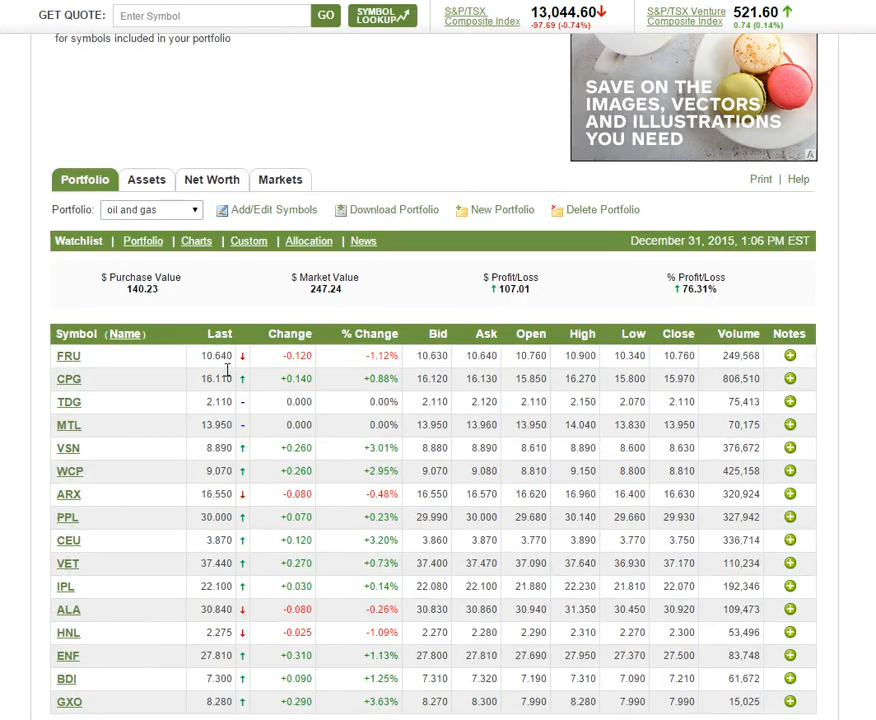 GET QUOTE: Enter Symbol GO SYMBOL LOOKUP S&P/TSX Composite Index 13,044.60 -97.69 (-0.74%) S&P/TSX Venture Composite Index 521.60 0.74 (0.14%)
for symbols included in your portfolio
SAVE ON THE
IMAGES, VECTORS
AND ILLUSTRATIONS
YOU NEED
Portfolio Assets Net Worth Markets Print | Help
Portfolio: oil and gas Add/Edit Symbols Download Portfolio New Portfolio Delete Portfolio
Watchlist | Portfolio | Charts | Custom | Allocation | News December 31, 2015, 1:06 PM EST
$ Purchase Value $ Market Value $ Profit/Loss % Profit/Loss
140.23 247.24 107.01 76.31%
Symbol (Name) Last Change % Change Bid Ask Open High Low Close Volume Notes
FRU 10.640 -0.120 -1.12% 10.630 10.640 10.760 10.900 10.340 10.760 249,568
CPG 16.110 +0.140 +0.88% 16.120 16.130 15.850 16.270 15.800 15.970 806,510
TDG 2.110 - 0.000 0.00% 2.110 2.120 2.110 2.150 2.070 2.110 75,413
MTL 13.950 - 0.000 0.00% 13.950 13.960 13.950 14.040 13.830 13.950 70,175
VSN 8.890 +0.260 +3.01% 8.880 8.890 8.610 8.890 8.600 8.630 376,672
WCP 9.070 +0.260 +2.95% 9.070 9.080 8.810 9.150 8.800 8.810 425,158
ARX 16.550 -0.080 -0.48% 16.550 16.570 16.620 16.960 16.400 16.630 320,924
PPL 30.000 +0.070 +0.23% 29.990 30.000 29.680 30.140 29.660 29.930 327,942
CEU 3.870 +0.120 +3.20% 3.860 3.870 3.770 3.890 3.770 3.750 336,714
VET 37.440 +0.270 +0.73% 37.400 37.470 37.090 37.640 36.930 37.170 110,234
IPL 22.100 +0.030 +0.14% 22.080 22.100 21.880 22.230 21.810 22.070 192,346
ALA 30.840 -0.080 -0.26% 30.830 30.860 30.940 31.350 30.450 30.920 109,473
HNL 2.275 -0.025 -1.09% 2.270 2.280 2.290 2.310 2.270 2.300 53,496
ENF 27.810 +0.310 +1.13% 27.800 27.810 27.690 27.950 27.370 27.500 83,748
BDI 7.300 +0.090 +1.25% 7.310 7.320 7.190 7.310 7.090 7.210 61,672
GXO 8.280 +0.290 +3.63% 8.270 8.300 7.990 8.280 7.990 7.990 15,025